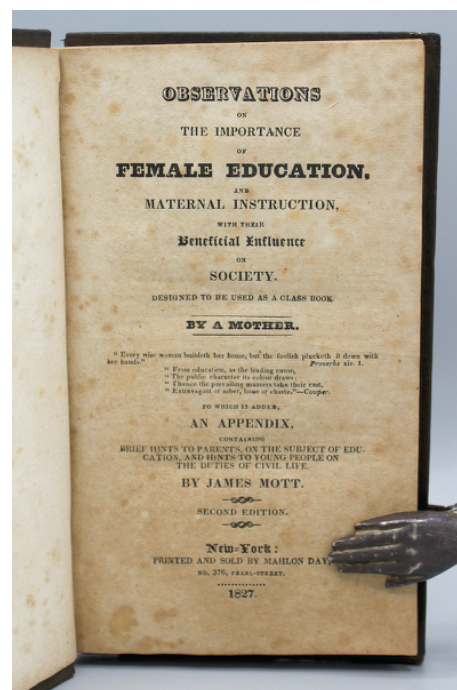 OBSERVATIONS
ON
THE IMPORTANCE
OF
FEMALE EDUCATION,
AND
MATERNAL INSTRUCTION,
WITH THEIR
Beneficial Influence
ON
SOCIETY.
DESIGNED TO BE USED AS A CLASS BOOK.
BY A MOTHER.
" Every wise woman buildeth her house, but the foolish plucketh it down with
her hands." Proverbs xiv. 1.
" From education, as the leading cause,
" The public character its colour draws;
" Thence the prevailing manners take their cast,
" Extravagant or sober, loose or chaste."—Cowper.
TO WHICH IS ADDED,
AN APPENDIX,
CONTAINING
BRIEF HINTS TO PARENTS, ON THE SUBJECT OF EDU-
CATION, AND HINTS TO YOUNG PEOPLE ON
THE DUTIES OF CIVIL LIFE.
BY JAMES MOTT.
SECOND EDITION.
New-York:
PRINTED AND SOLD BY MAHLON DAY,
NO. 376, PEARL-STREET.
1827.